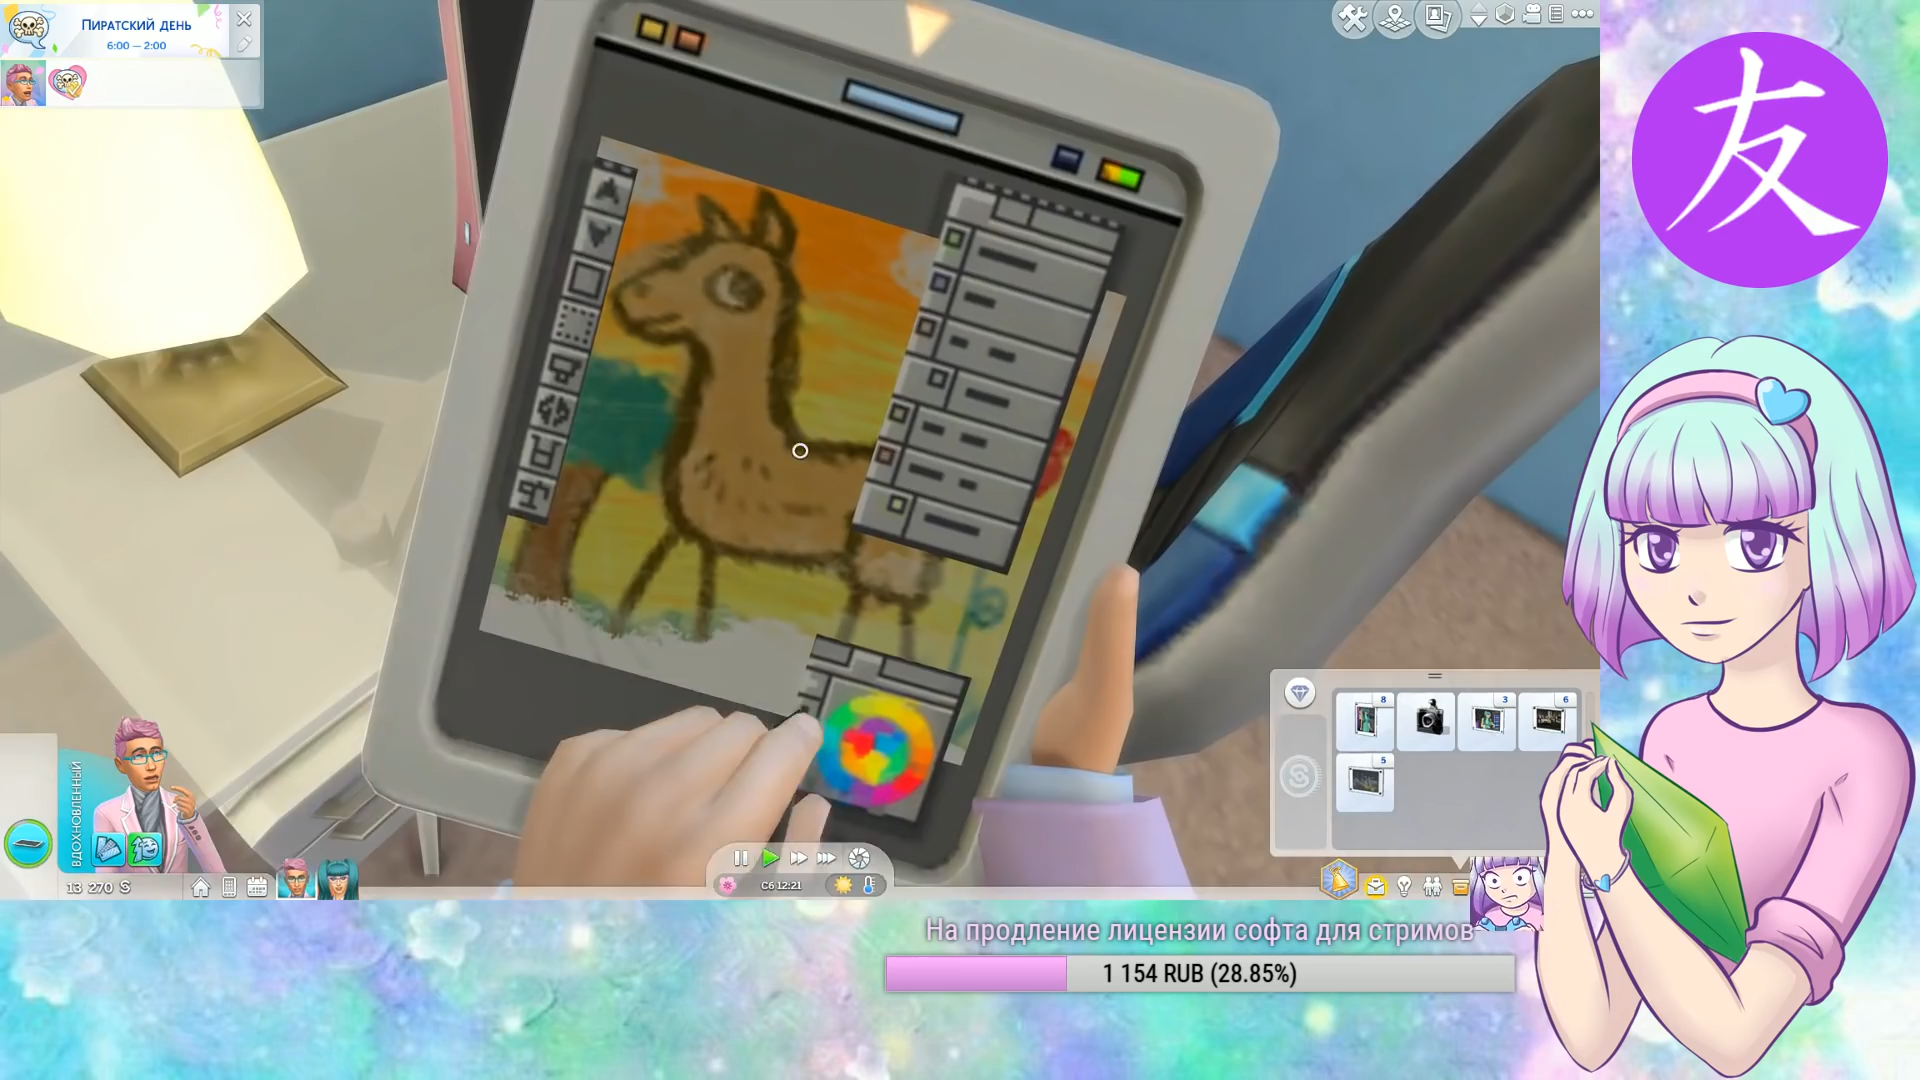 Пиратский день
6:00 — 2:00
友
8
3
6
5
ВДОХНОВЛЕННЫЙ
13 270 S
Сб 12:21
На продление лицензии софта для стримов
1 154 RUB (28.85%)